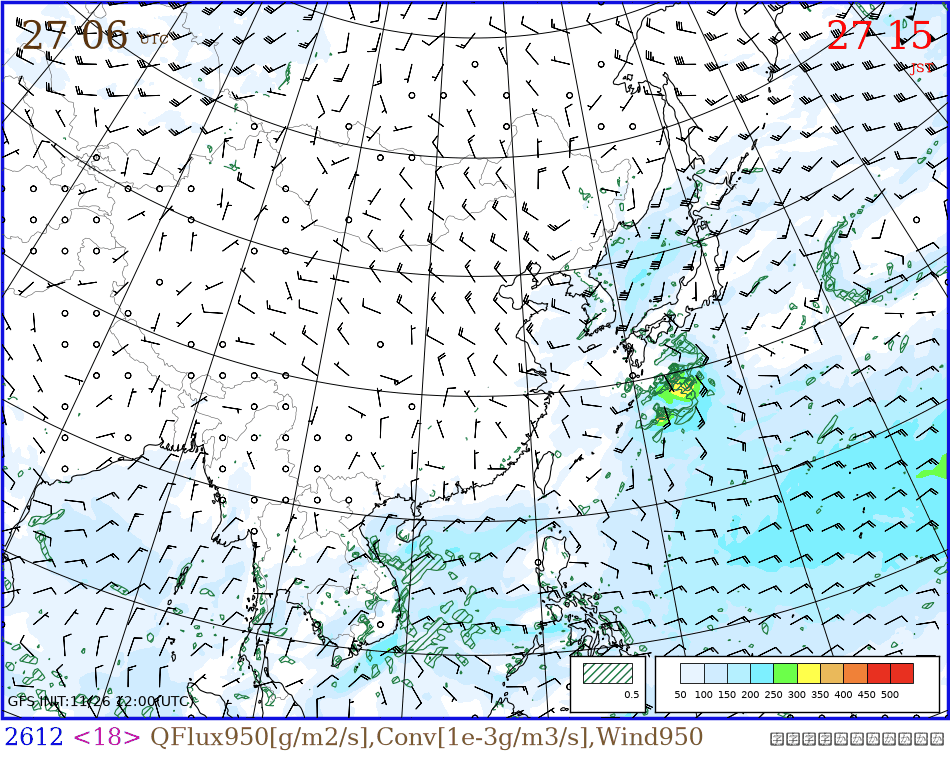 27 06 UTC
27 15
JST
0.5
50 100 150 200 250 300 350 400 450 500
GFS INIT:11/26 12:00(UTC)
2612 <18> QFlux950[g/m2/s],Conv[1e-3g/m3/s],Wind950